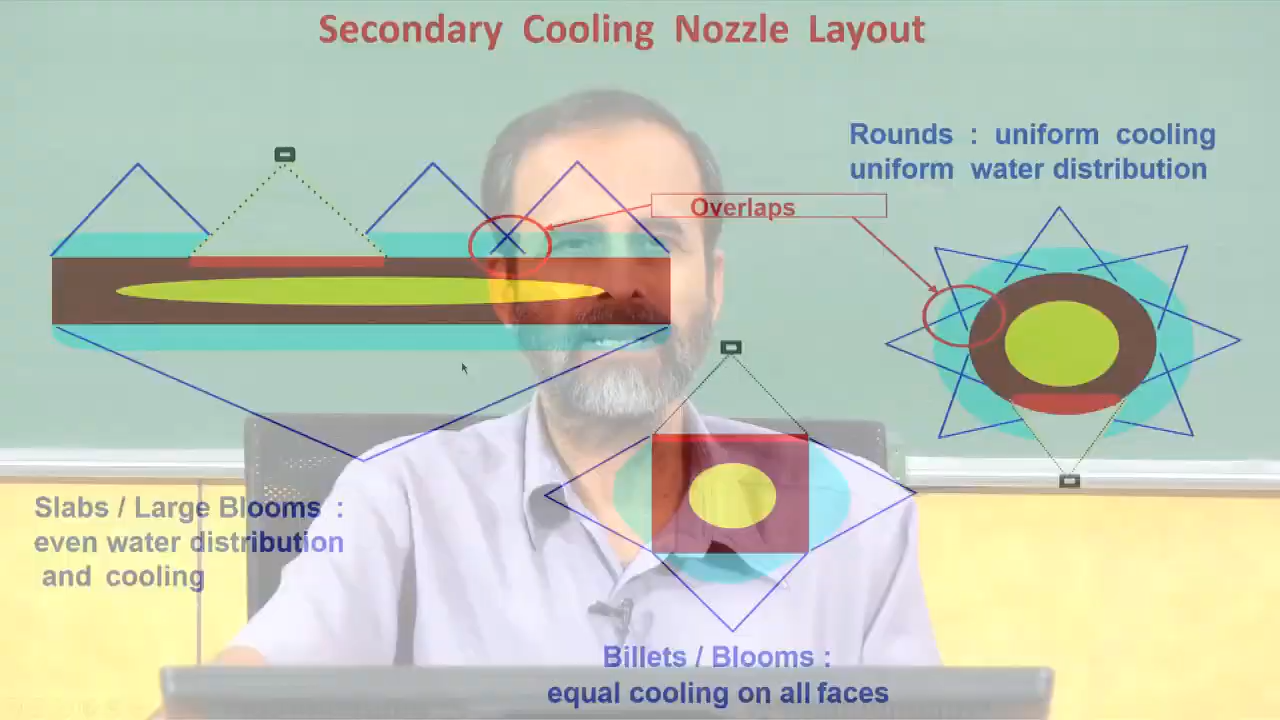 Secondary Cooling Nozzle Layout
Rounds : uniform cooling
uniform water distribution
Overlaps
Slabs / Large Blooms :
even water distribution
and cooling
Billets / Blooms :
equal cooling on all faces